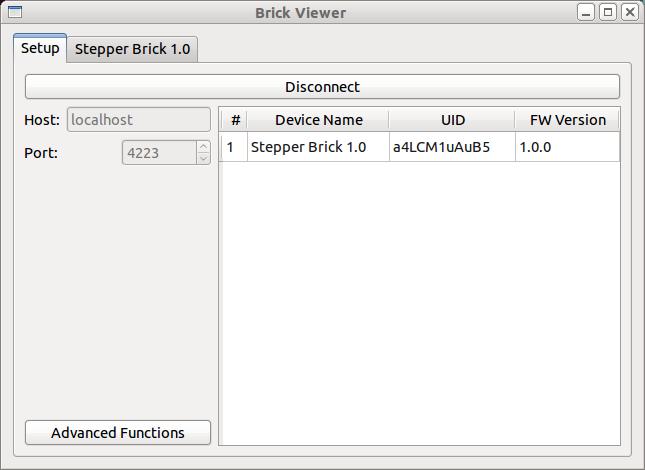 Brick Viewer
Setup Stepper Brick 1.0
Disconnect
Host: localhost
Port: 4223
# Device Name UID FW Version
1 Stepper Brick 1.0 a4LCM1uAuB5 1.0.0
Advanced Functions